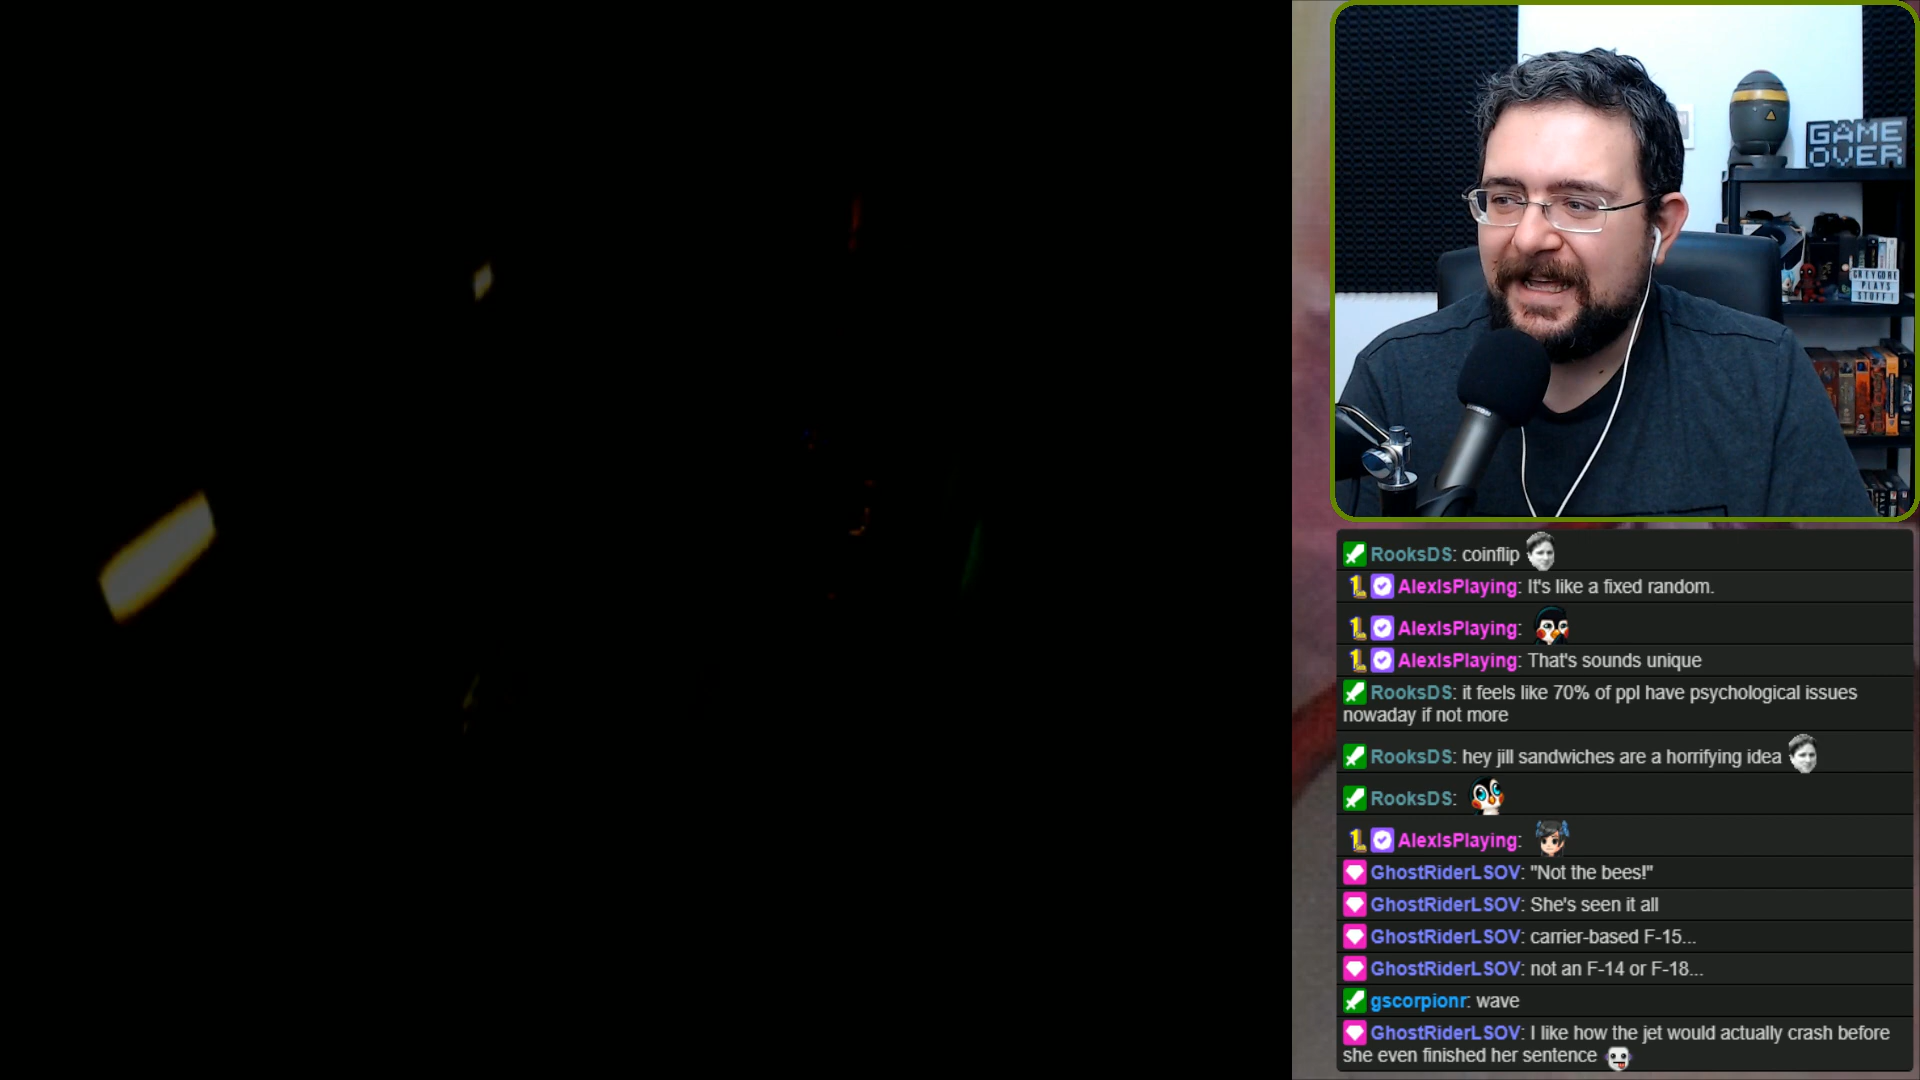 GAME
OVER
GREYGORE
PLAYS
STUFF!
RooksDS: coinflip
AlexIsPlaying: It's like a fixed random.
AlexIsPlaying:
AlexIsPlaying: That's sounds unique
RooksDS: it feels like 70% of ppl have psychological issues
nowaday if not more
RooksDS: hey jill sandwiches are a horrifying idea
RooksDS:
AlexIsPlaying:
GhostRiderLSOV: "Not the bees!"
GhostRiderLSOV: She's seen it all
GhostRiderLSOV: carrier-based F-15...
GhostRiderLSOV: not an F-14 or F-18...
gscorpionr: wave
GhostRiderLSOV: I like how the jet would actually crash before
she even finished her sentence